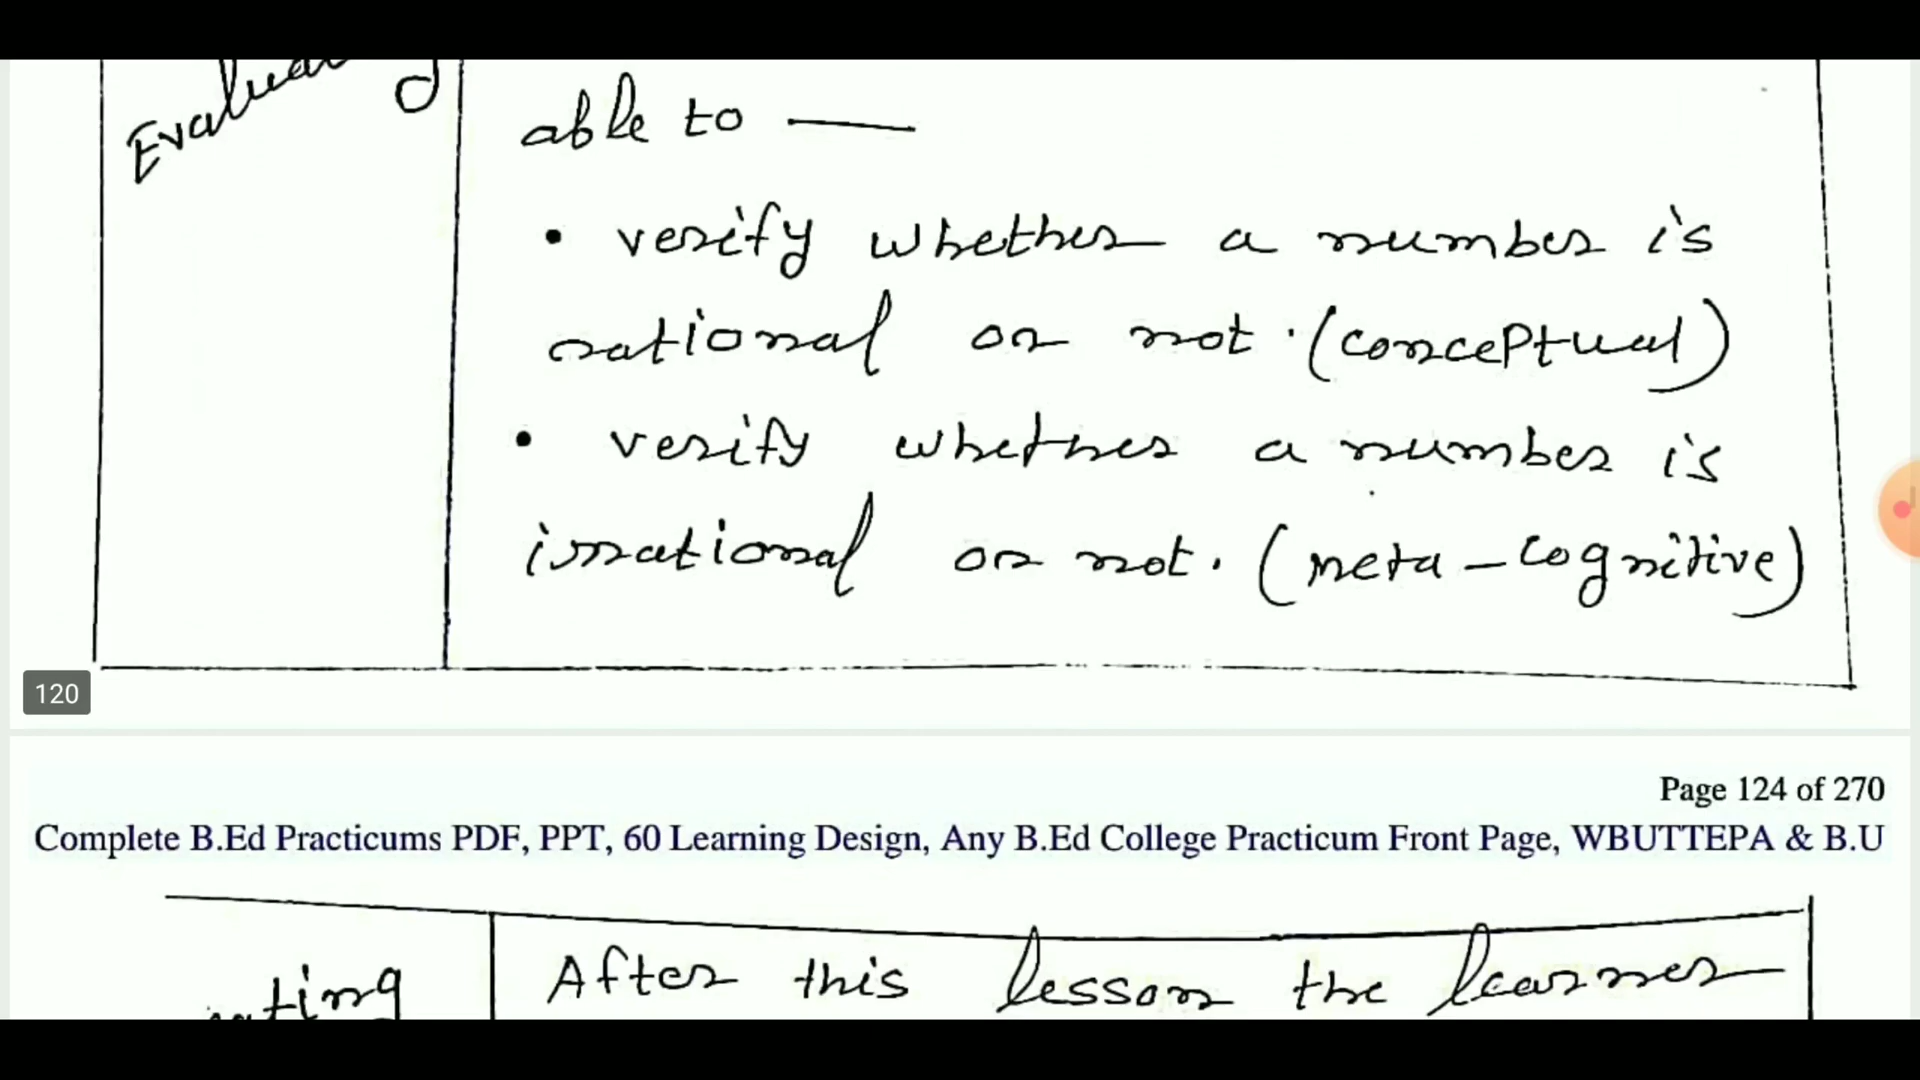 Evaluating
able to —
• verify whether a number is
rational or not. (conceptual)
• verify whether a number is
irrational or not. (meta-cognitive)
120
Page 124 of 270
Complete B.Ed Practicums PDF, PPT, 60 Learning Design, Any B.Ed College Practicum Front Page, WBUTTEPA & B.U
After this lesson the learner